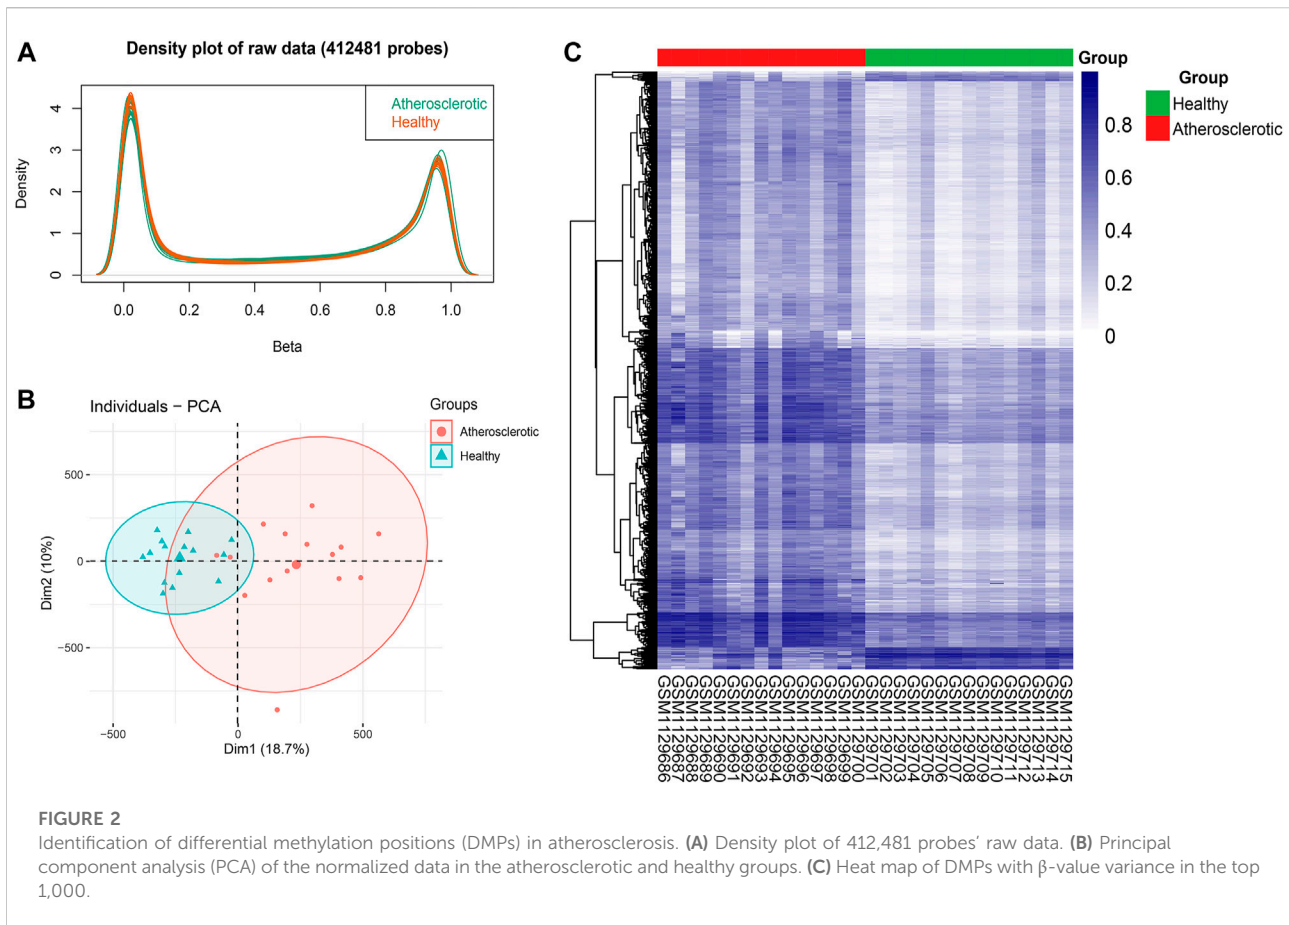 A
Density plot of raw data (412481 probes)
Atherosclerotic
Healthy
Density
4
3
2
1
0
0.0 0.2 0.4 0.6 0.8 1.0
Beta
B
Individuals − PCA
Groups
Atherosclerotic
Healthy
Dim2 (10%)
500
0
−500
−500 0 500
Dim1 (18.7%)
C
Group
0.8
0.6
0.4
0.2
0
Group
Healthy
Atherosclerotic
GSM1129686
GSM1129687
GSM1129688
GSM1129689
GSM1129690
GSM1129691
GSM1129692
GSM1129693
GSM1129694
GSM1129695
GSM1129696
GSM1129697
GSM1129698
GSM1129699
GSM1129700
GSM1129701
GSM1129702
GSM1129703
GSM1129704
GSM1129705
GSM1129706
GSM1129707
GSM1129708
GSM1129709
GSM1129710
GSM1129711
GSM1129712
GSM1129713
GSM1129714
GSM1129715
FIGURE 2
Identification of differential methylation positions (DMPs) in atherosclerosis. (A) Density plot of 412,481 probes’ raw data. (B) Principal
component analysis (PCA) of the normalized data in the atherosclerotic and healthy groups. (C) Heat map of DMPs with β-value variance in the top
1,000.